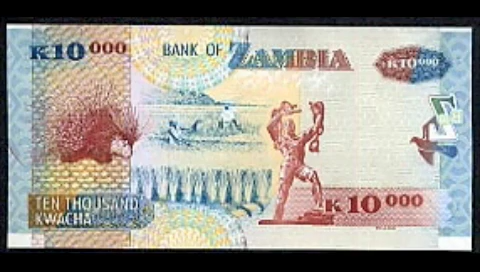 K10 000
BANK OF ZAMBIA
K10 000
TEN THOUSAND
KWACHA
K10 000